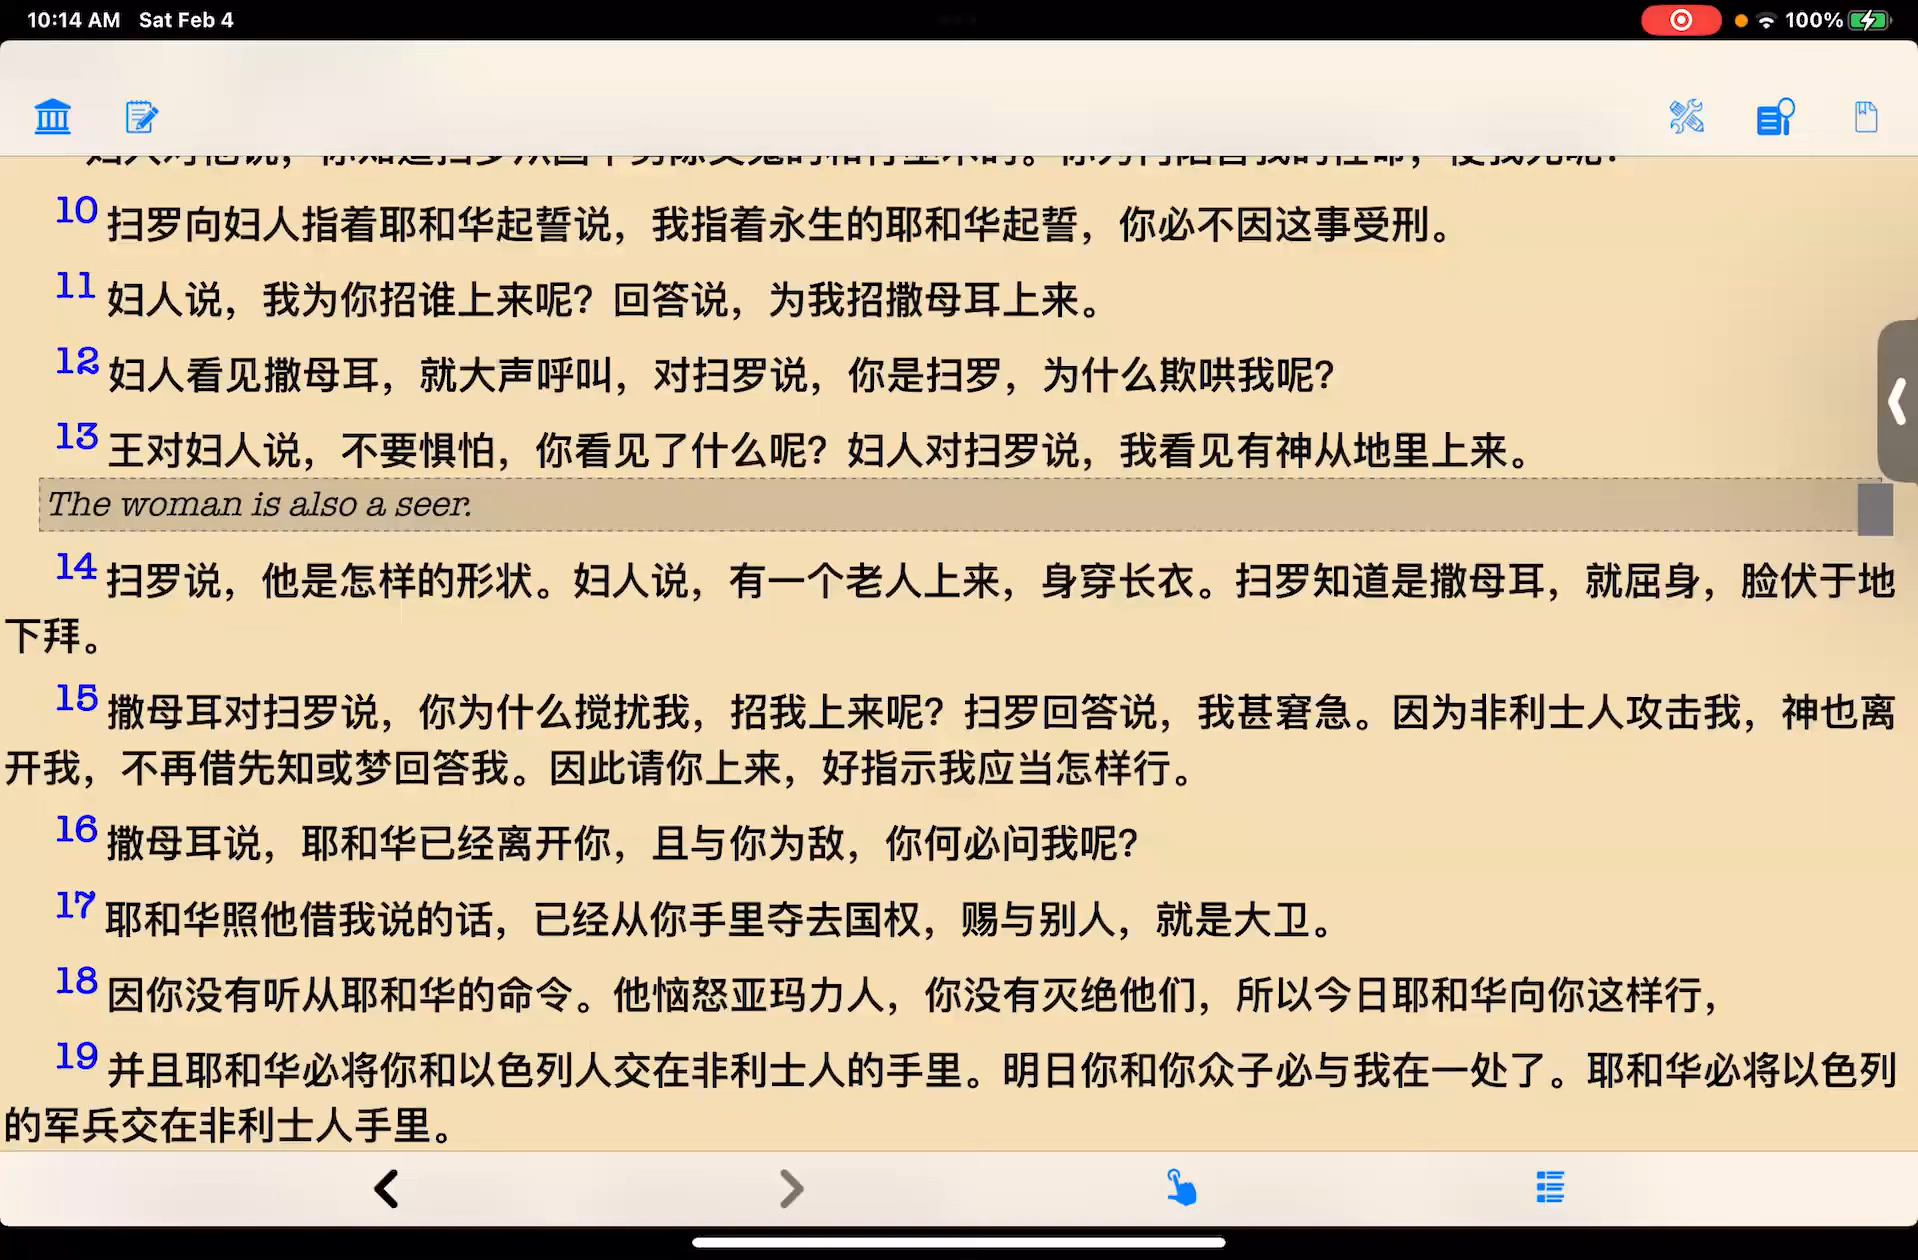 10:14 AM Sat Feb 4 100%
10 扫罗向妇人指着耶和华起誓说，我指着永生的耶和华起誓，你必不因这事受刑。
11 妇人说，我为你招谁上来呢？回答说，为我招撒母耳上来。
12 妇人看见撒母耳，就大声呼叫，对扫罗说，你是扫罗，为什么欺哄我呢？
13 王对妇人说，不要惧怕，你看见了什么呢？妇人对扫罗说，我看见有神从地里上来。
The woman is also a seer.
14 扫罗说，他是怎样的形状。妇人说，有一个老人上来，身穿长衣。扫罗知道是撒母耳，就屈身，脸伏于地
下拜。
15 撒母耳对扫罗说，你为什么搅扰我，招我上来呢？扫罗回答说，我甚窘急。因为非利士人攻击我，神也离
开我，不再借先知或梦回答我。因此请你上来，好指示我应当怎样行。
16 撒母耳说，耶和华已经离开你，且与你为敌，你何必问我呢？
17 耶和华照他借我说的话，已经从你手里夺去国权，赐与别人，就是大卫。
18 因你没有听从耶和华的命令。他恼怒亚玛力人，你没有灭绝他们，所以今日耶和华向你这样行，
19 并且耶和华必将你和以色列人交在非利士人的手里。明日你和你众子必与我在一处了。耶和华必将以色列
的军兵交在非利士人手里。